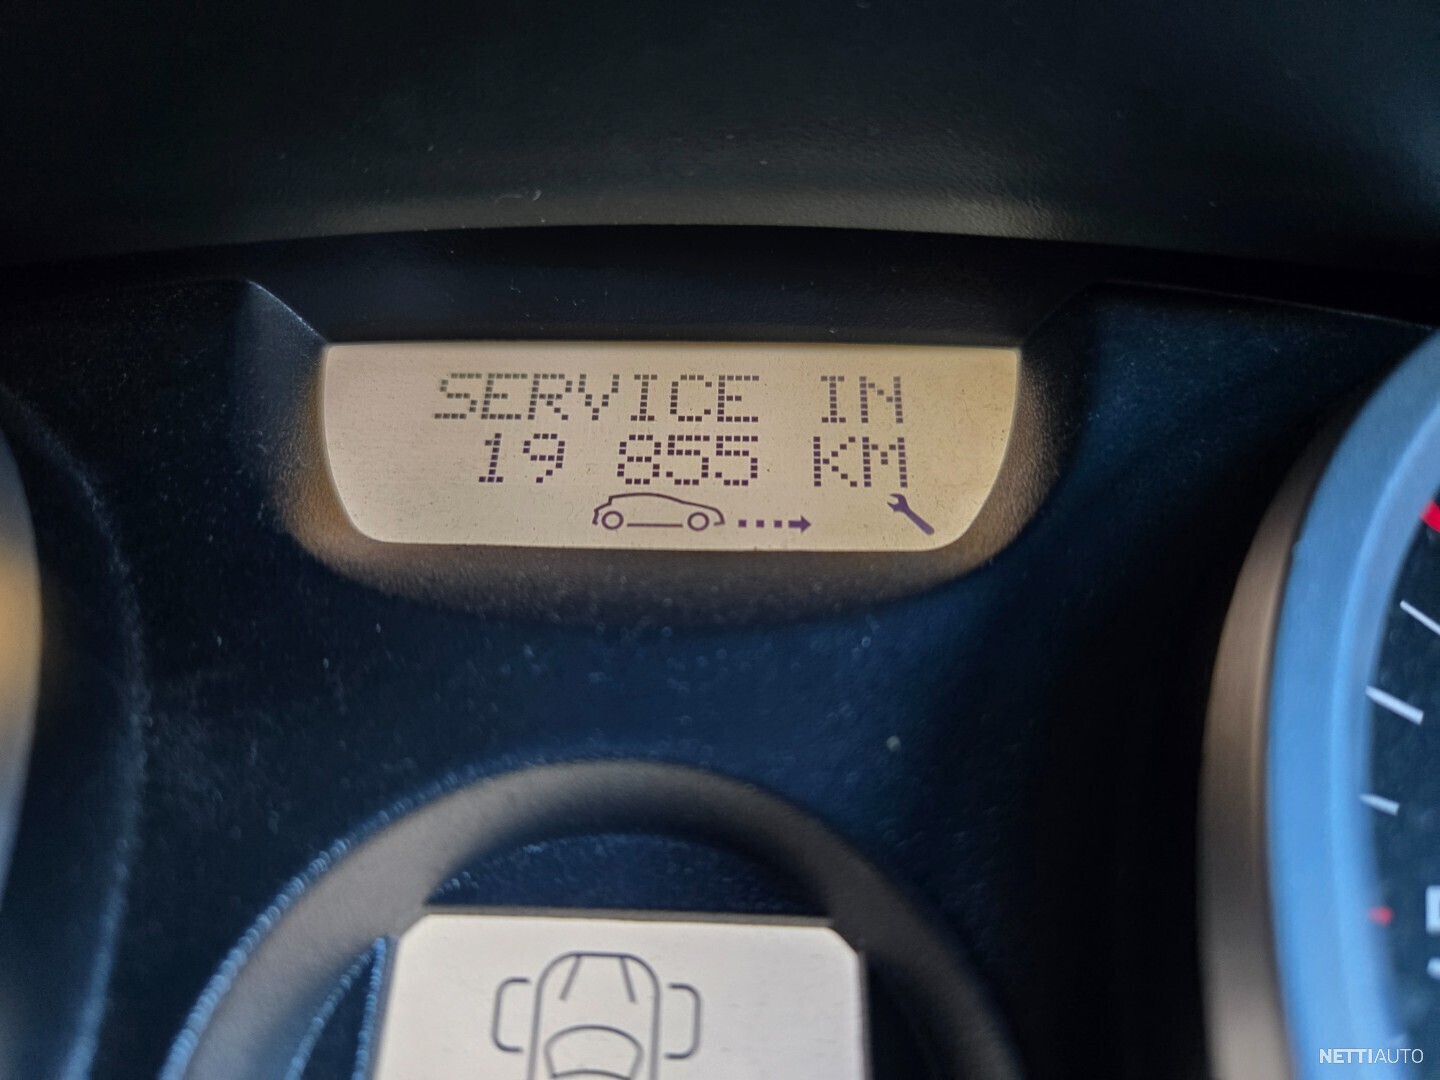 SERVICE IN
19 855 KM
NETTIAUTO